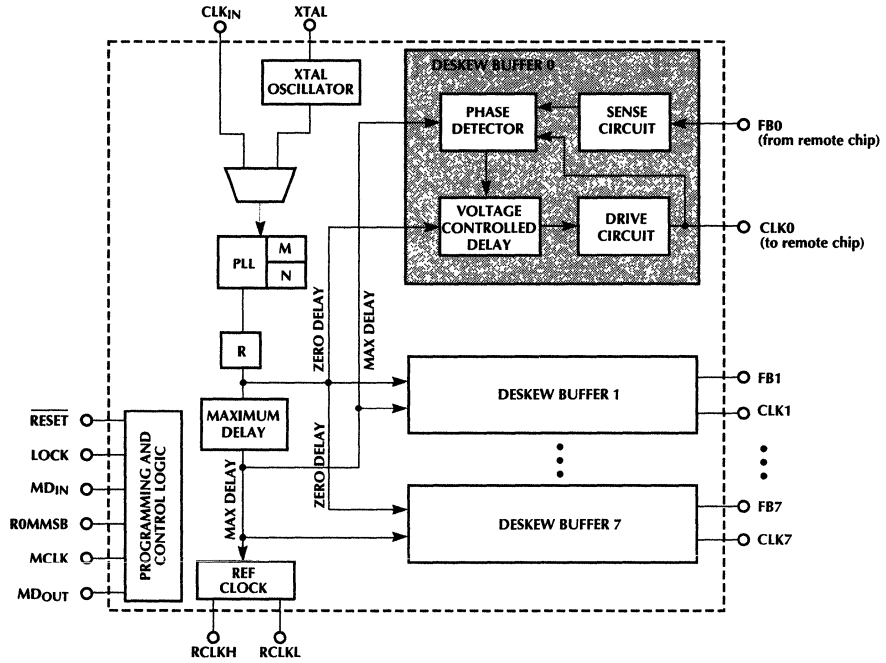 CLKIN
XTAL
XTAL
OSCILLATOR
DESKEW BUFFER 0
PHASE
DETECTOR
SENSE
CIRCUIT
FB0
(from remote chip)
VOLTAGE
CONTROLLED
DELAY
DRIVE
CIRCUIT
CLK0
(to remote chip)
PLL
M
N
ZERO DELAY
MAX DELAY
R
MAXIMUM
DELAY
DESKEW BUFFER 1
FB1
CLK1
RESET
LOCK
MDIN
R0MMSB
MCLK
MDOUT
PROGRAMMING AND
CONTROL LOGIC
MAX DELAY
ZERO DELAY
DESKEW BUFFER 7
FB7
CLK7
REF
CLOCK
RCLKH
RCLKL